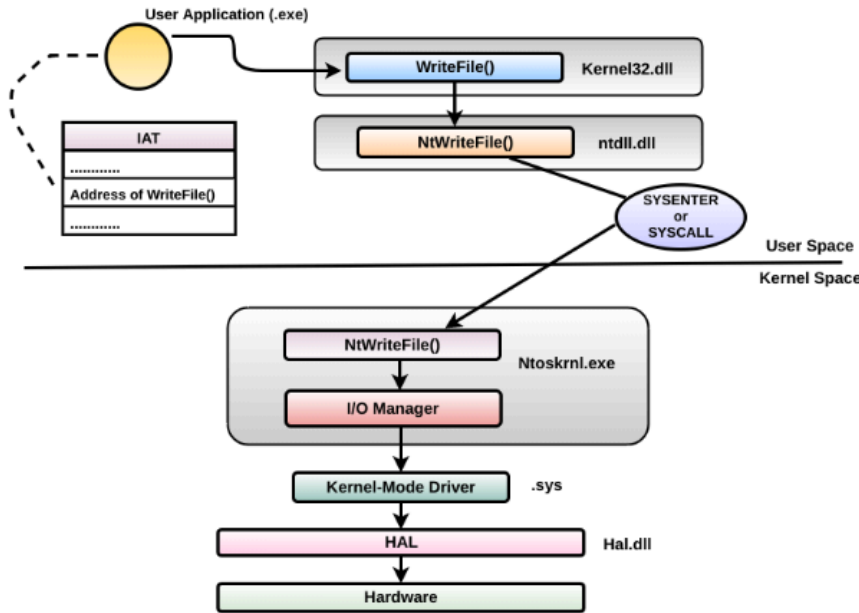 User Application (.exe)
WriteFile()
Kernel32.dll
NtWriteFile()
ntdll.dll
IAT
............
Address of WriteFile()
............
SYSENTER
or
SYSCALL
User Space
Kernel Space
NtWriteFile()
Ntoskrnl.exe
I/O Manager
Kernel-Mode Driver
.sys
HAL
Hal.dll
Hardware